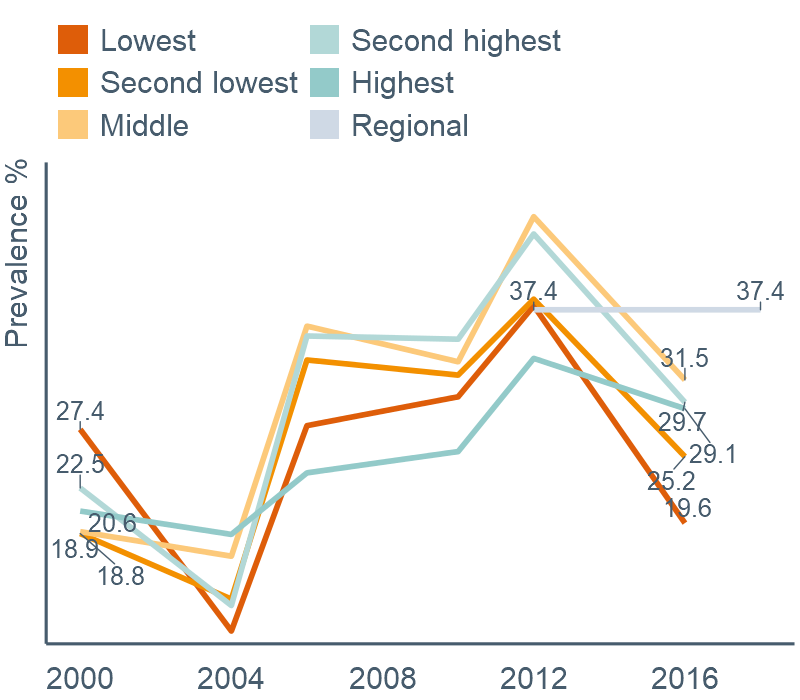 Lowest
Second lowest
Middle
Second highest
Highest
Regional
Prevalence %
37.4
37.4
31.5
27.4
29.7
29.1
22.5
25.2
19.6
20.6
18.9
18.8
2000 2004 2008 2012 2016